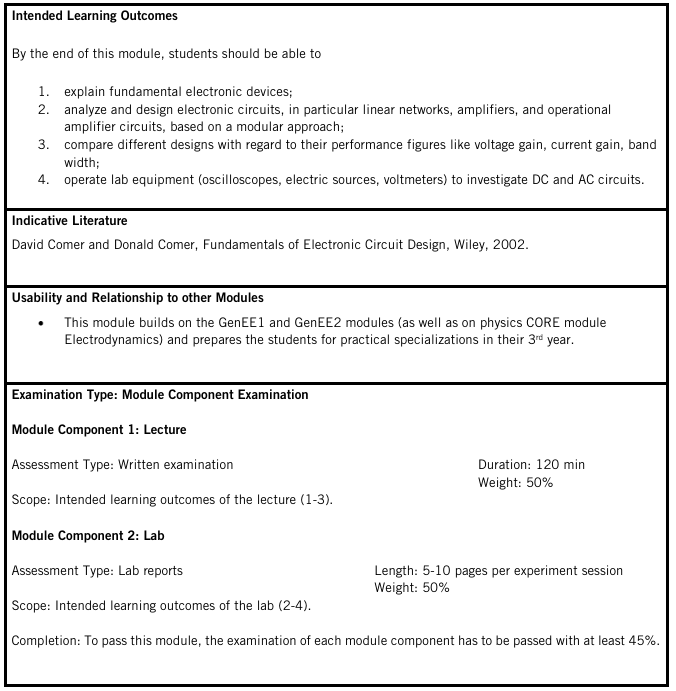 Intended Learning Outcomes
By the end of this module, students should be able to
1. explain fundamental electronic devices;
2. analyze and design electronic circuits, in particular linear networks, amplifiers, and operational
amplifier circuits, based on a modular approach;
3. compare different designs with regard to their performance figures like voltage gain, current gain, band
width;
4. operate lab equipment (oscilloscopes, electric sources, voltmeters) to investigate DC and AC circuits.
Indicative Literature
David Comer and Donald Comer, Fundamentals of Electronic Circuit Design, Wiley, 2002.
Usability and Relationship to other Modules
• This module builds on the GenEE1 and GenEE2 modules (as well as on physics CORE module
Electrodynamics) and prepares the students for practical specializations in their 3rd year.
Examination Type: Module Component Examination
Module Component 1: Lecture
Assessment Type: Written examination Duration: 120 min
Weight: 50%
Scope: Intended learning outcomes of the lecture (1-3).
Module Component 2: Lab
Assessment Type: Lab reports Length: 5-10 pages per experiment session
Weight: 50%
Scope: Intended learning outcomes of the lab (2-4).
Completion: To pass this module, the examination of each module component has to be passed with at least 45%.